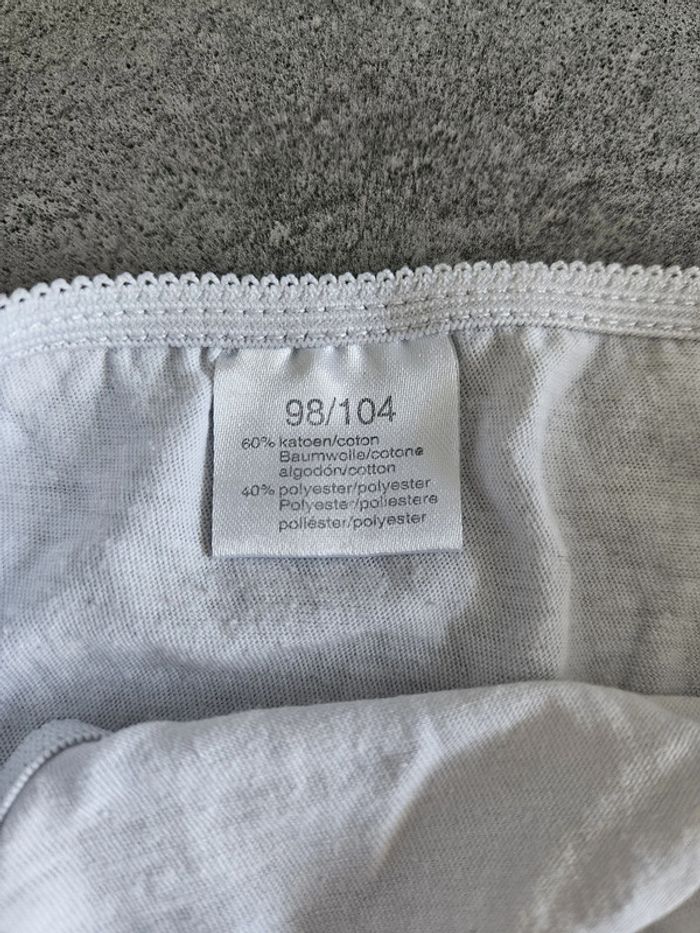 98/104
60% katoen/coton
Baumwolle/cotone
algodón/cotton
40% polyester/polyester
Polyester/poliestere
poliéster/polyester